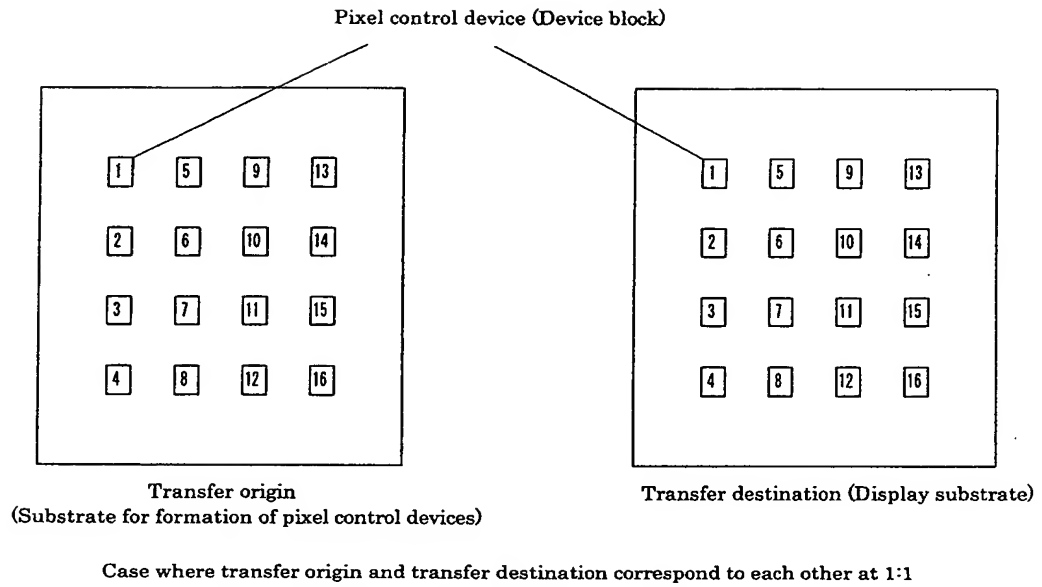 Pixel control device (Device block)
1 5 9 13
2 6 10 14
3 7 11 15
4 8 12 16
1 5 9 13
2 6 10 14
3 7 11 15
4 8 12 16
Transfer origin
(Substrate for formation of pixel control devices)
Transfer destination (Display substrate)
Case where transfer origin and transfer destination correspond to each other at 1:1